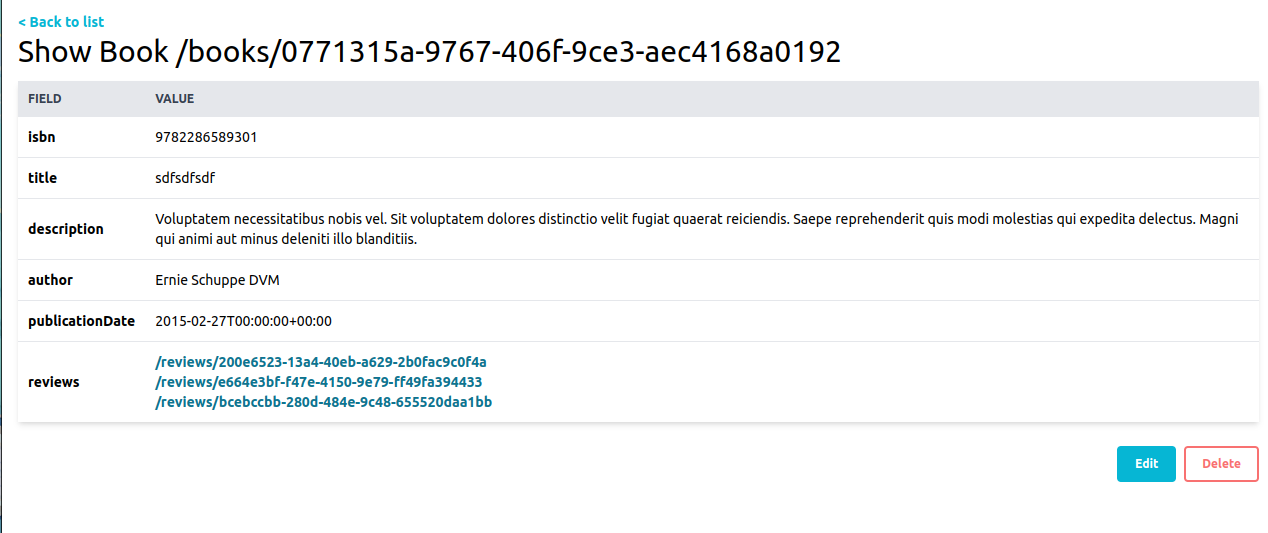 < Back to list
Show Book /books/0771315a-9767-406f-9ce3-aec4168a0192
FIELD VALUE
isbn 9782286589301
title sdfsdfsdf
description Voluptatem necessitatibus nobis vel. Sit voluptatem dolores distinctio velit fugiat quaerat reiciendis. Saepe reprehenderit quis modi molestias qui expedita delectus. Magni
qui animi aut minus deleniti illo blanditiis.
author Ernie Schuppe DVM
publicationDate 2015-02-27T00:00:00+00:00
reviews /reviews/200e6523-13a4-40eb-a629-2b0fac9c0f4a
/reviews/e664e3bf-f47e-4150-9e79-ff49fa394433
/reviews/bcebccbb-280d-484e-9c48-655520daa1bb
Edit Delete